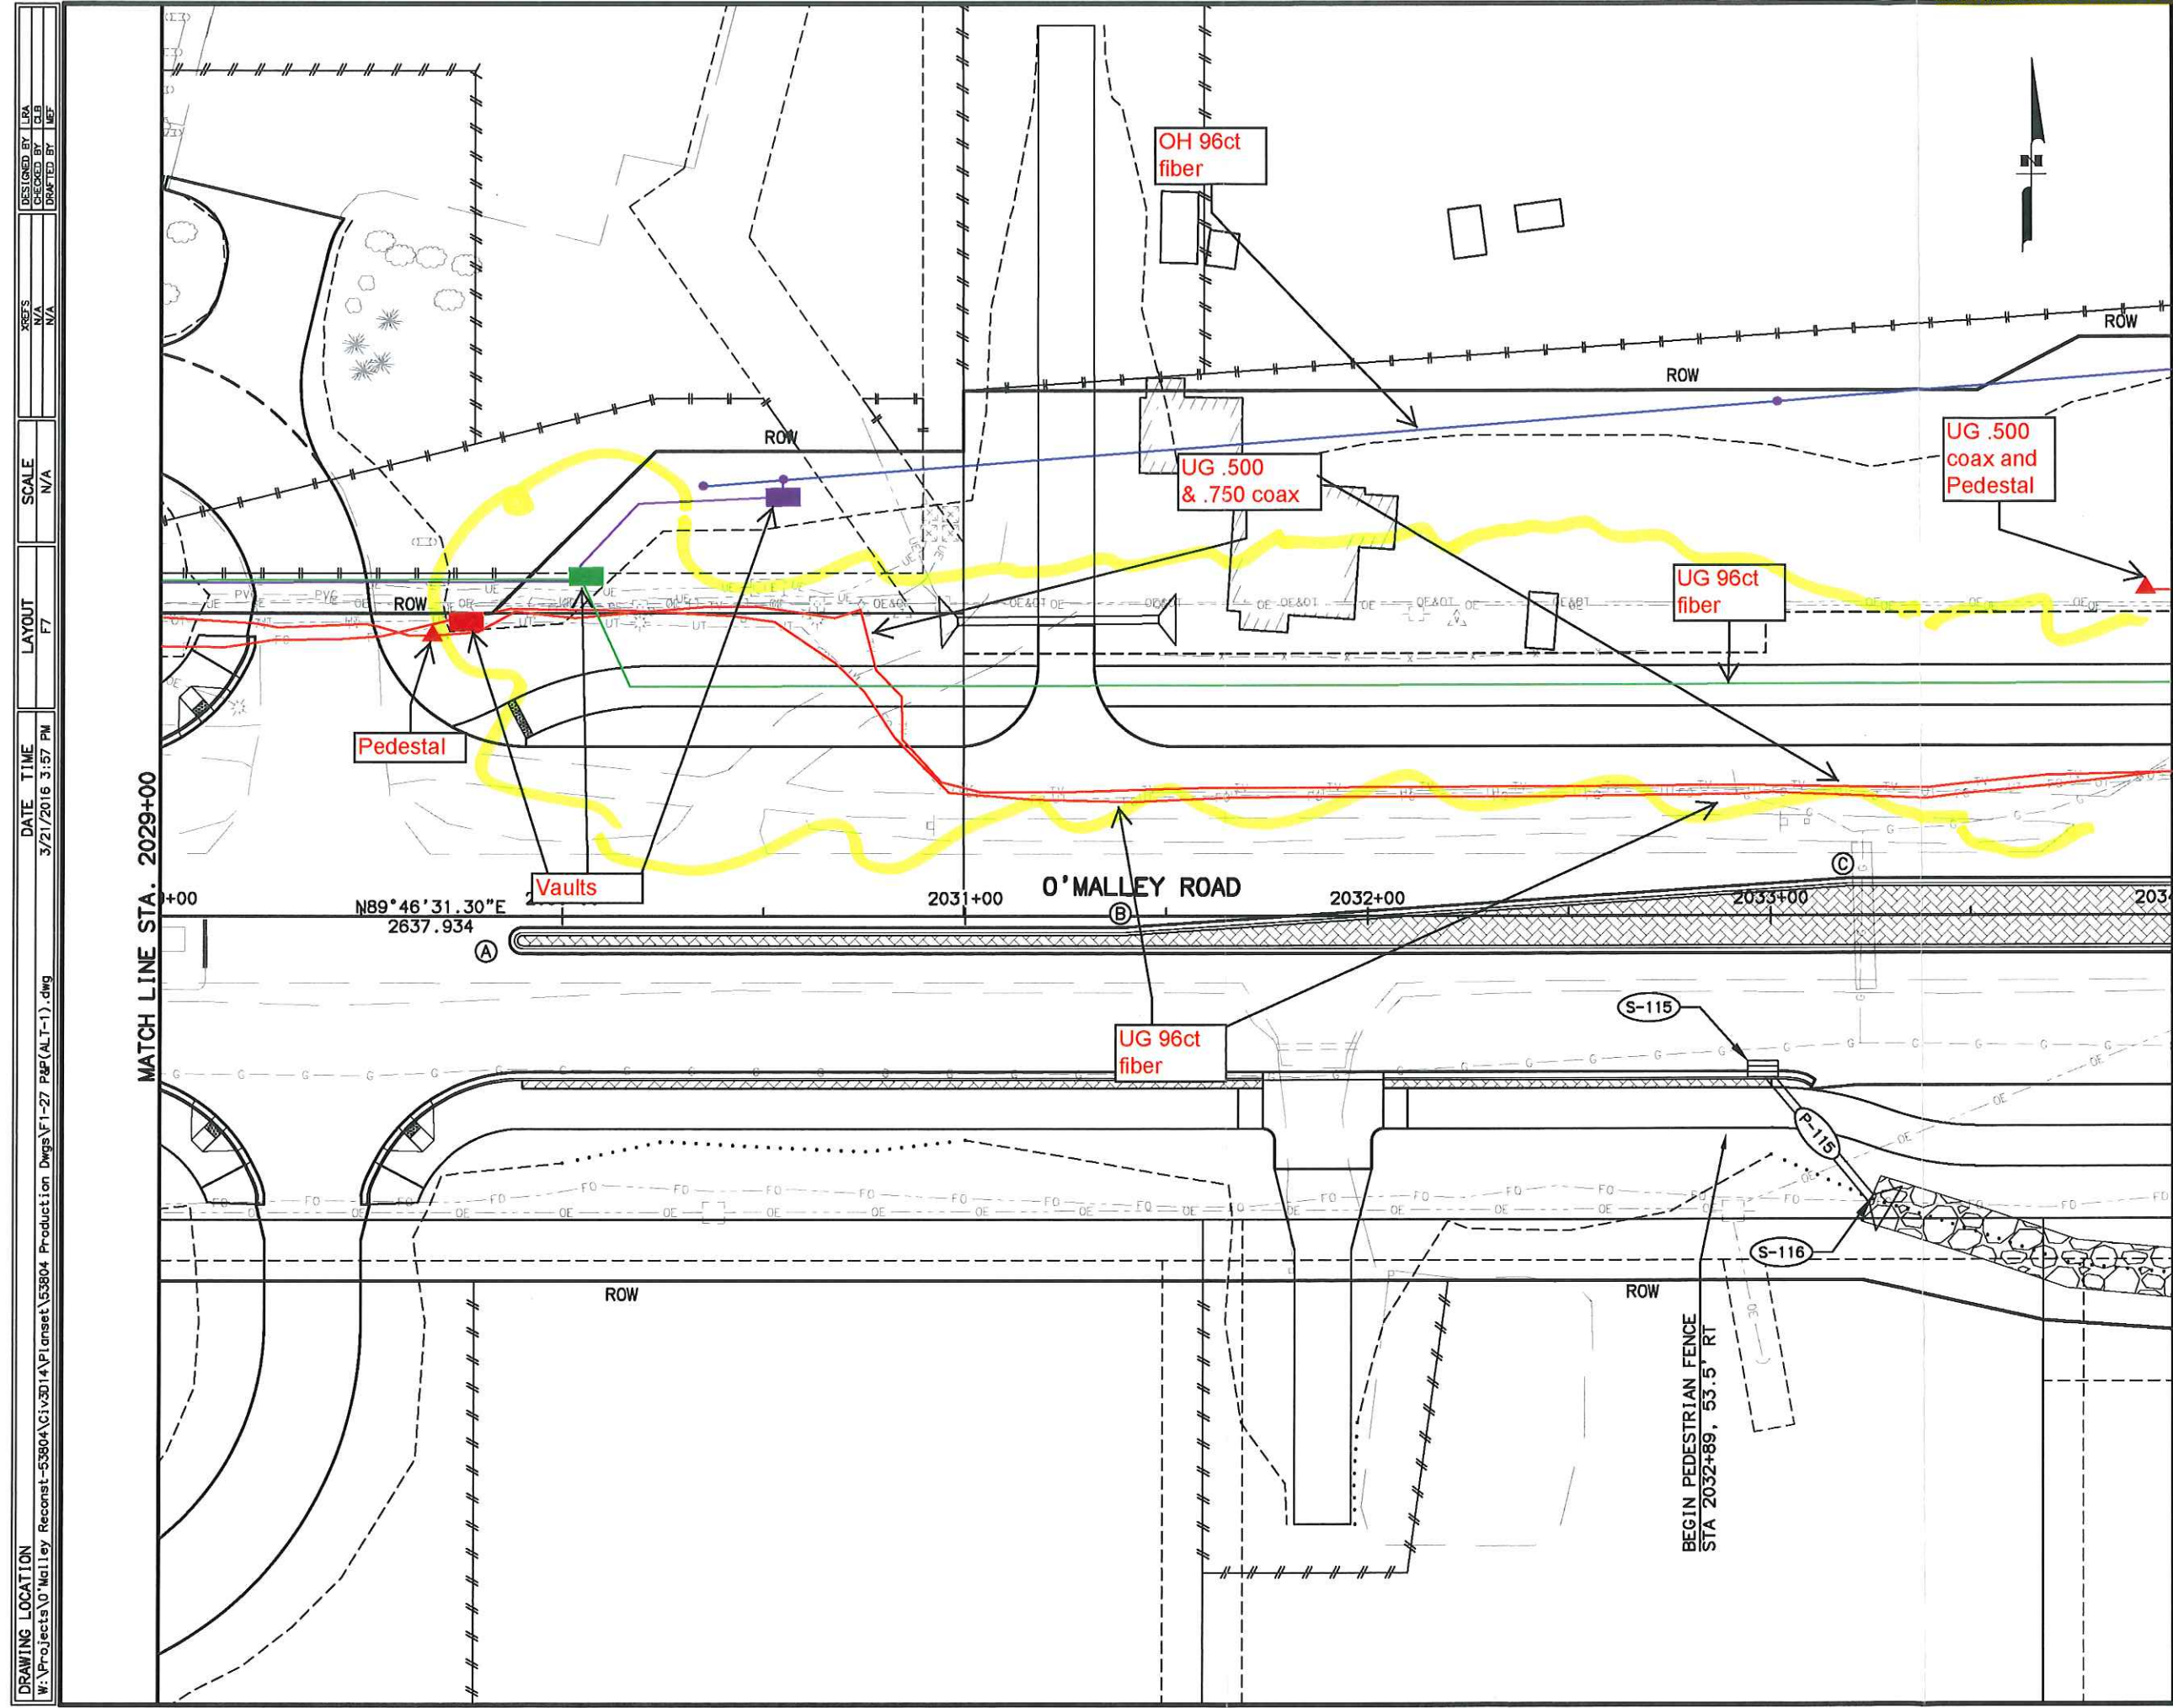 DRAWING LOCATION
W:\Projects\O'Malley Reconst-53804\Civ3D14\Planset\53804 Production Dwgs\F1-27 P&P(ALT-1).dwg
DATE TIME
3/21/2016 3:57 PM
LAYOUT
F7
SCALE
N/A
XREFS
N/A
N/A
DESIGNED BY LRA
CHECKED BY CLB
DRAFTED BY MEF
MATCH LINE STA. 2029+00
N
OH 96ct
fiber
ROW
ROW
ROW
UG .500
coax and
Pedestal
UG .500
& .750 coax
UG 96ct
fiber
ROW
Pedestal
Vaults
O'MALLEY ROAD
N89°46'31.30"E
2637.934
2031+00
2032+00
2033+00
A
B
C
UG 96ct
fiber
S-115
P-115
S-116
ROW
ROW
BEGIN PEDESTRIAN FENCE
STA 2032+89, 53.5' RT